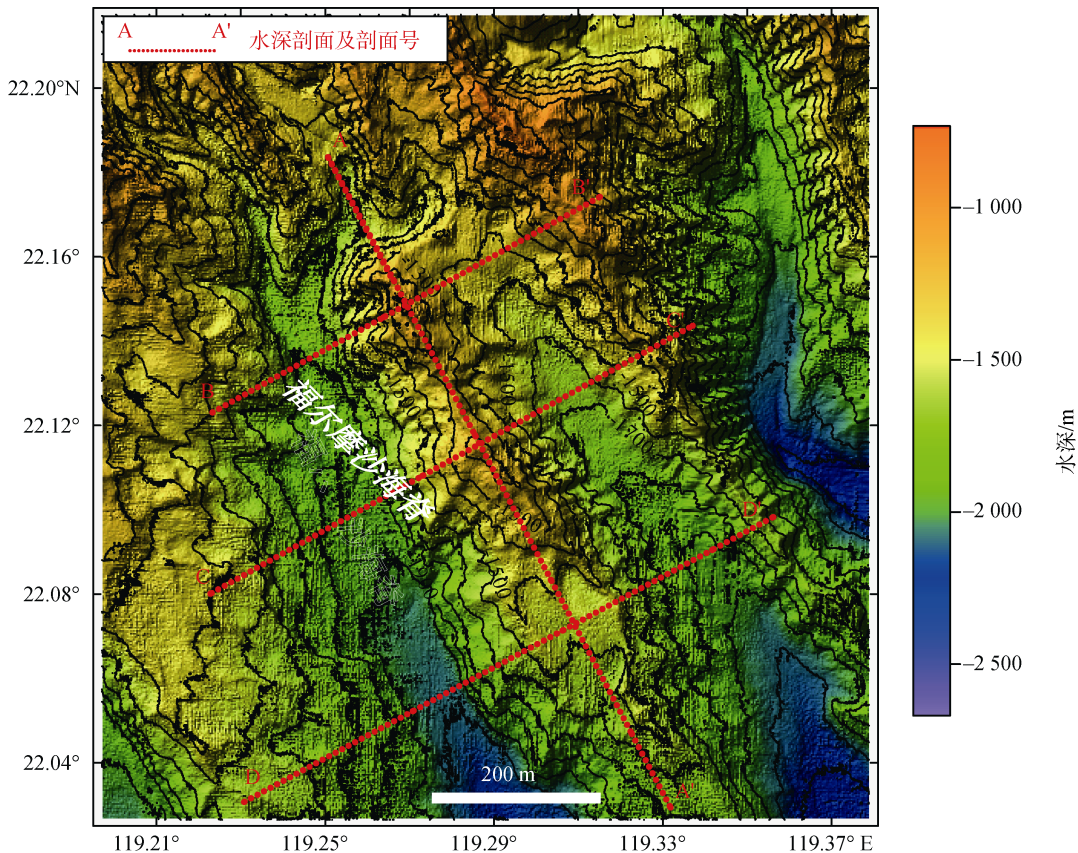 A A' 水深剖面及剖面号
22.20°N
A
B'
–1 000
22.16°
C'
–1 500
B
福尔摩沙海脊
22.12°
水深/m
D'
–2 000
C
22.08°
–2 500
D
22.04°
200 m
A'
119.21° 119.25° 119.29° 119.33° 119.37° E